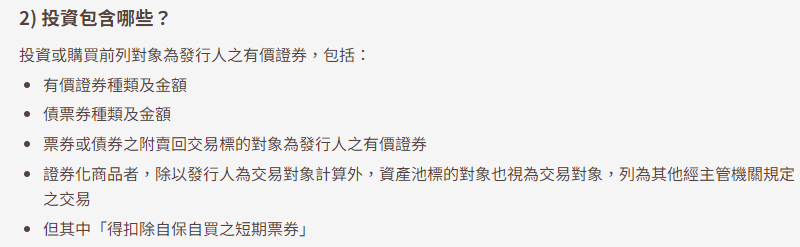 2) 投資包含哪些？
投資或購買前列對象為發行人之有價證券，包括：
• 有價證券種類及金額
• 債票券種類及金額
• 票券或債券之附賣回交易標的對象為發行人之有價證券
• 證券化商品者，除以發行人為交易對象計算外，資產池標的對象也視為交易對象，列為其他經主管機關規定
之交易
• 但其中「得扣除自保自買之短期票券」